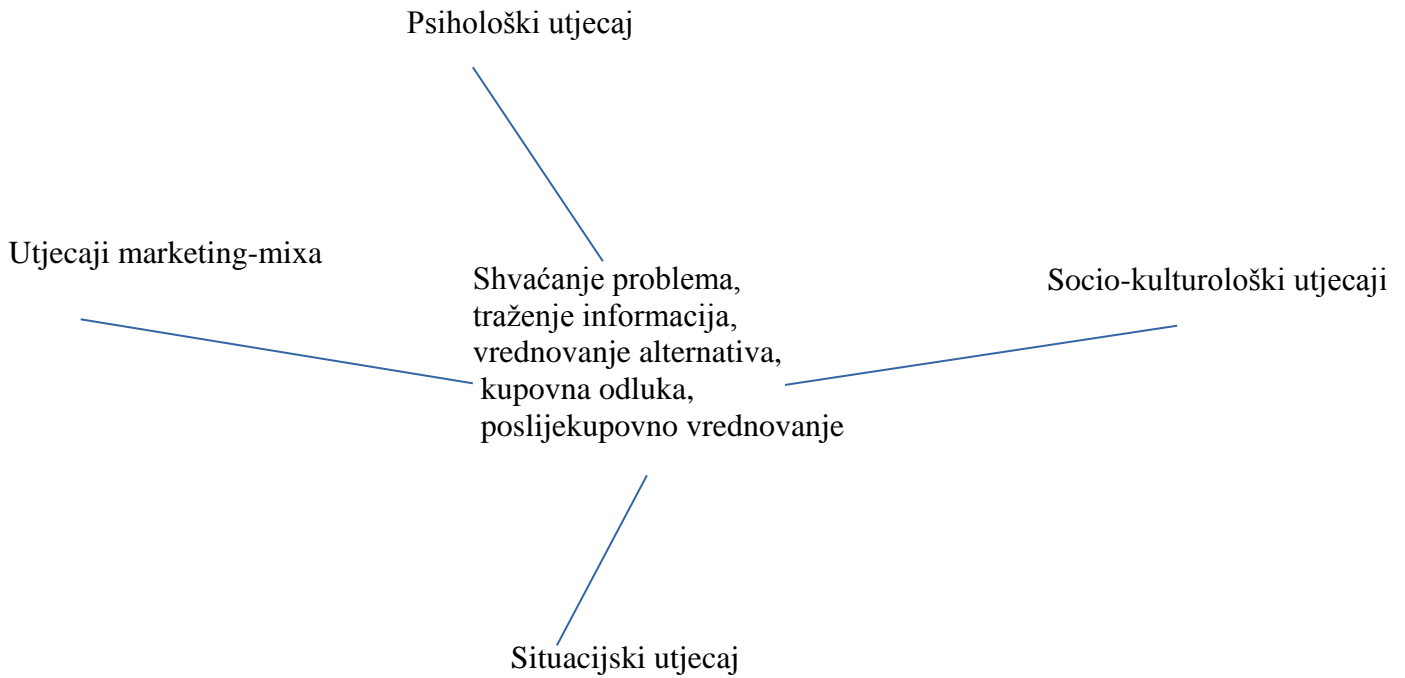 Psihološki utjecaj
Utjecaji marketing-mixa
Shvaćanje problema,
traženje informacija,
vrednovanje alternativa,
kupovna odluka,
poslijekupovno vrednovanje
Socio-kulturološki utjecaji
Situacijski utjecaj